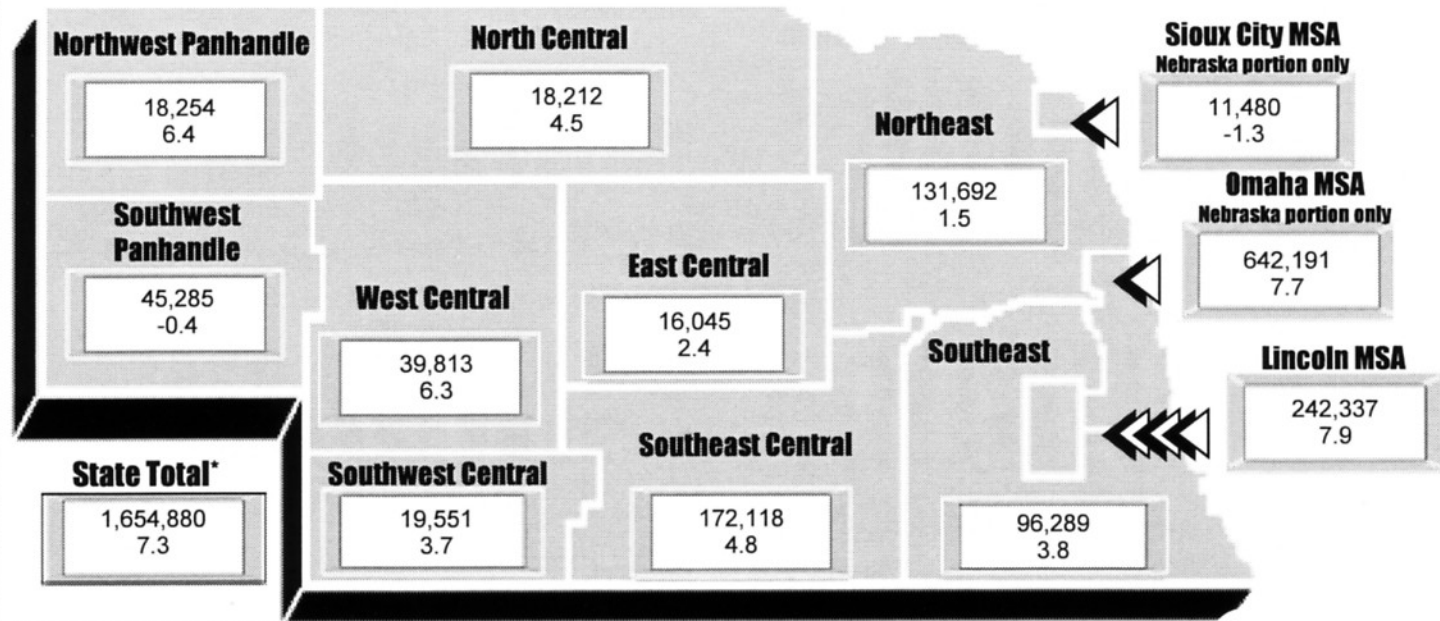 Northwest Panhandle
18,254
6.4
North Central
18,212
4.5
Sioux City MSA
Nebraska portion only
11,480
-1.3
Northeast
131,692
1.5
Omaha MSA
Nebraska portion only
642,191
7.7
Southwest
Panhandle
45,285
-0.4
West Central
39,813
6.3
East Central
16,045
2.4
Southeast
96,289
3.8
Lincoln MSA
242,337
7.9
State Total*
1,654,880
7.3
Southwest Central
19,551
3.7
Southeast Central
172,118
4.8